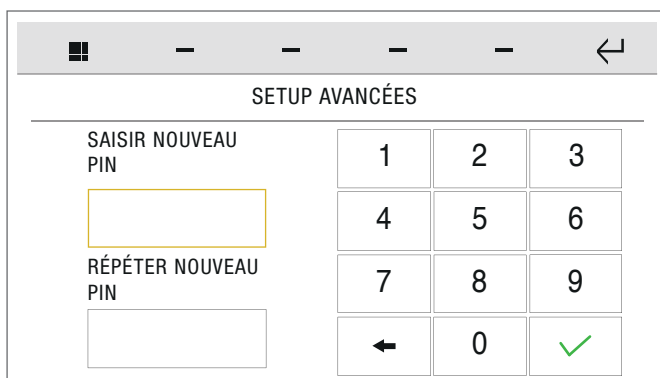 SETUP AVANCÉES
SAISIR NOUVEAU
PIN
1 2 3
4 5 6
RÉPÉTER NOUVEAU
PIN
7 8 9
0